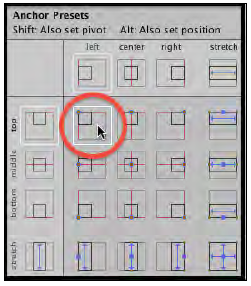 Anchor Presets
Shift: Also set pivot Alt: Also set position
left center right stretch
top
middle
bottom
stretch